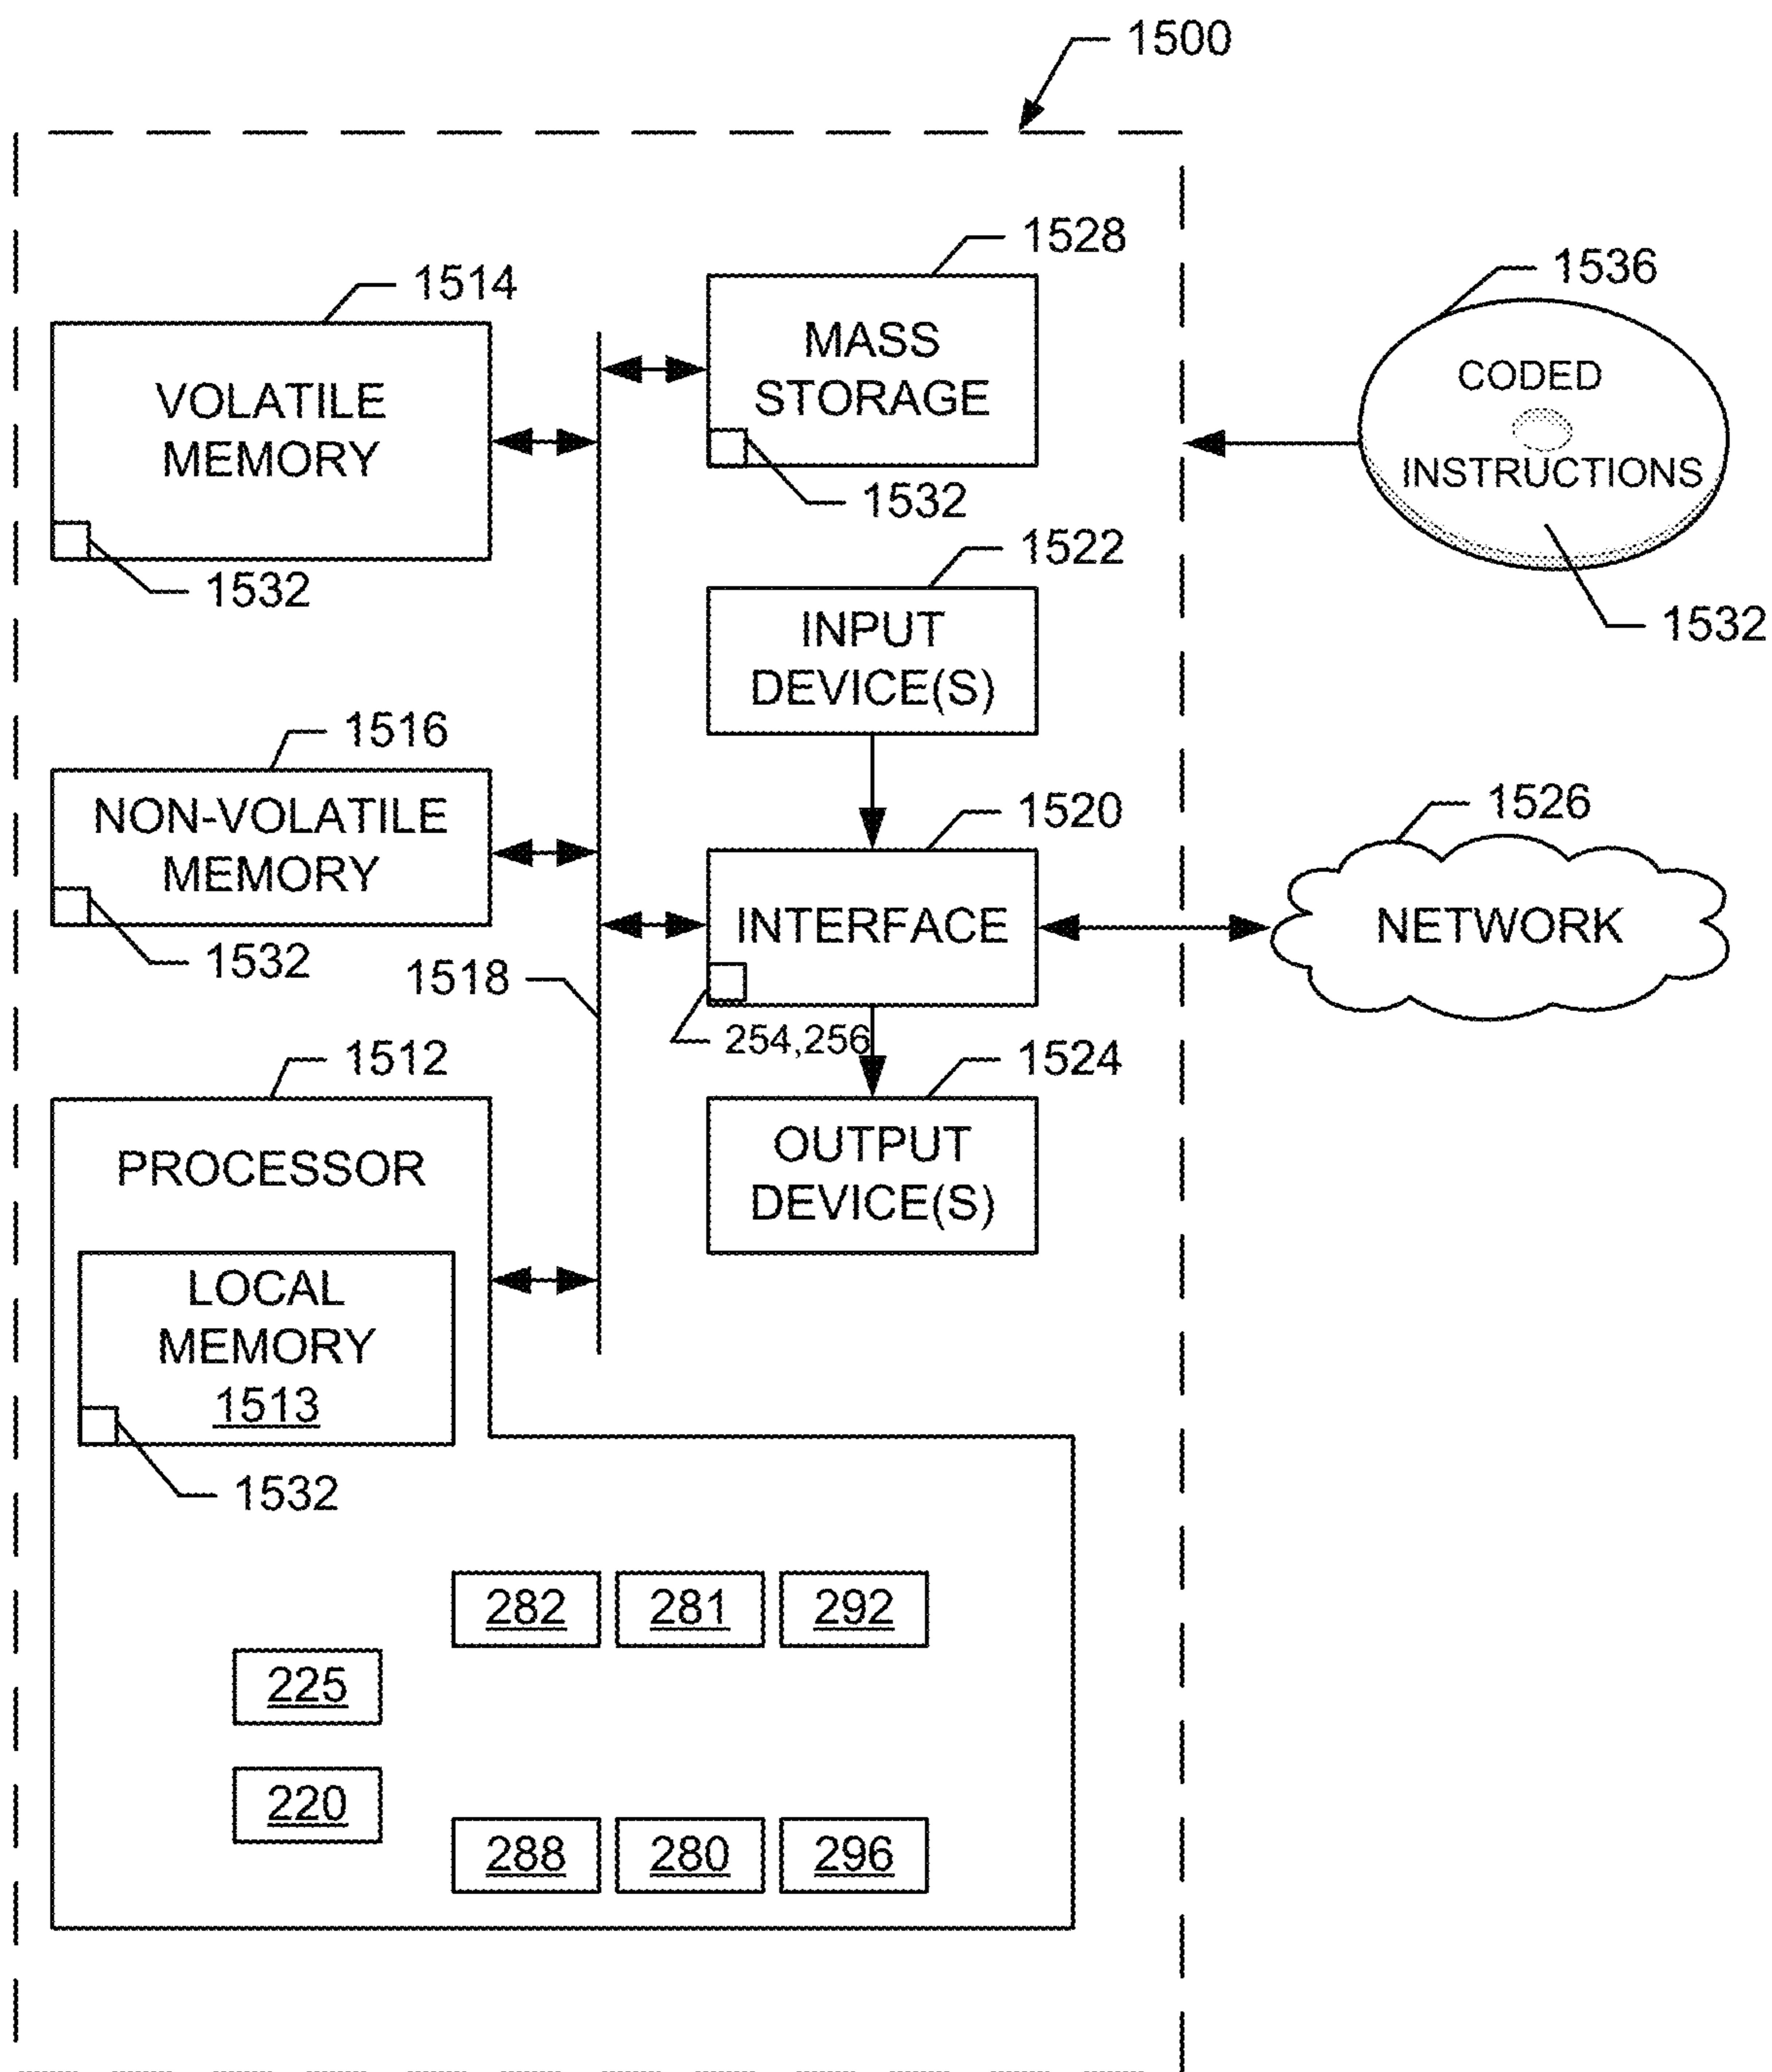 1500
1528
1514
1536
MASS
STORAGE
VOLATILE
MEMORY
CODED
INSTRUCTIONS
1532
1532
1532
1522
INPUT
DEVICE(S)
1516
NON-VOLATILE
MEMORY
1532
1520
1526
INTERFACE
NETWORK
1518
254,256
1512
1524
PROCESSOR
OUTPUT
DEVICE(S)
LOCAL
MEMORY
1513
1532
282
281
292
225
220
288
280
296